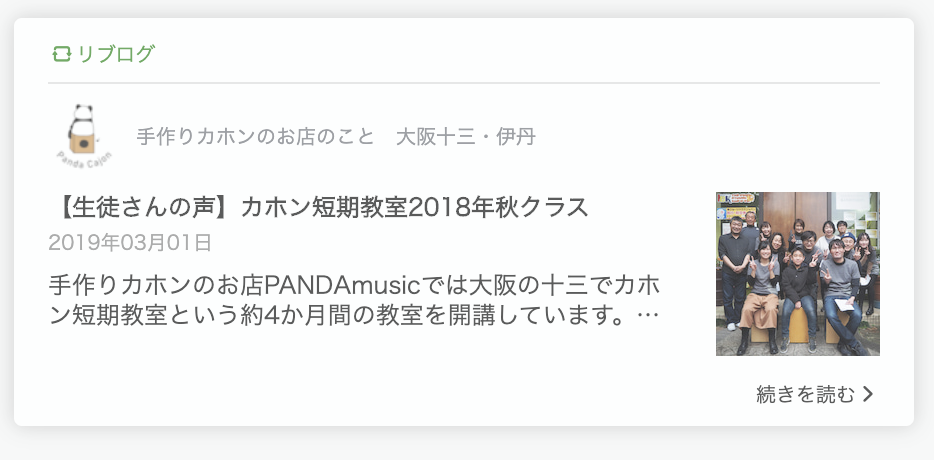 リブログ
Panda Cajon
手作りカホンのお店のこと　大阪十三・伊丹
【生徒さんの声】カホン短期教室2018年秋クラス
2019年03月01日
手作りカホンのお店PANDAmusicでは大阪の十三でカホ
ン短期教室という約4か月間の教室を開講しています。…
続きを読む